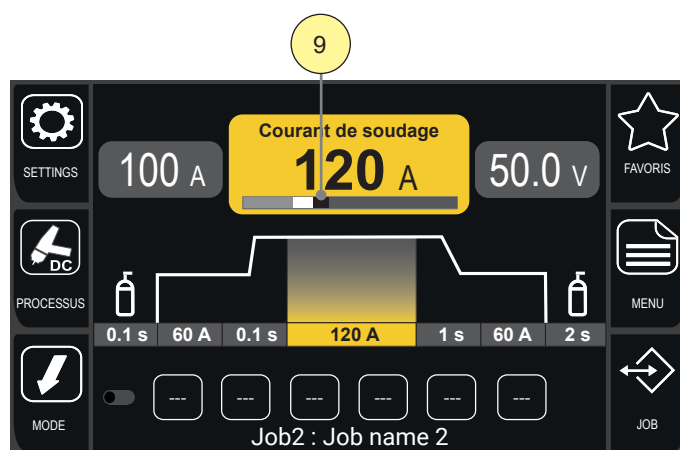 9
SETTINGS
100 A
Courant de soudage
120 A
50.0 V
FAVORIS
PROCESSUS
DC
MENU
0.1 s 60 A 0.1 s 120 A 1 s 60 A 2 s
MODE
--- --- --- --- --- ---
JOB
Job2 : Job name 2